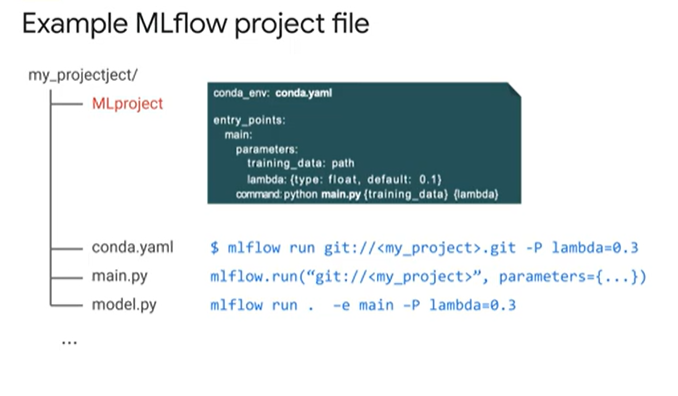 Example MLflow project file
my_projectject/
MLproject
conda_env: conda.yaml
entry_points:
main:
parameters:
training_data: path
lambda: {type: float, default: 0.1}
command: python main.py {training_data} {lambda}
conda.yaml
$ mlflow run git://<my_project>.git -P lambda=0.3
main.py
mlflow.run(“git://<my_project>”, parameters={...})
model.py
mlflow run . -e main -P lambda=0.3
...